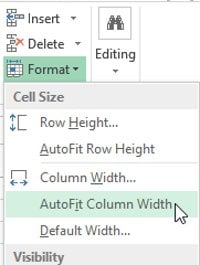 Insert
Delete
Format
Editing
Cell Size
Row Height...
AutoFit Row Height
Column Width...
AutoFit Column Width
Default Width...
Visibility